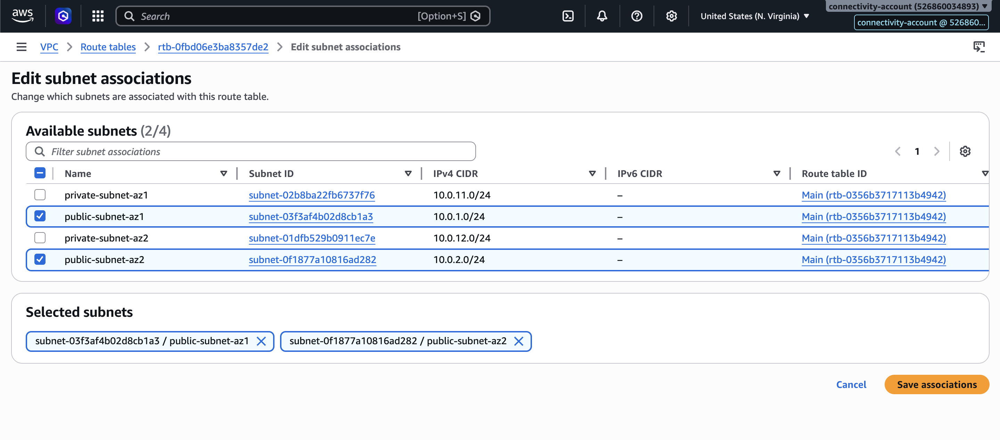 aws
Search [Option+S]
United States (N. Virginia) ▼
connectivity-account (526860034893) ▼
connectivity-account @ 526860...
VPC > Route tables > rtb-0fbd06e3ba8357de2 > Edit subnet associations
Edit subnet associations
Change which subnets are associated with this route table.
Available subnets (2/4)
Filter subnet associations
1
Name Subnet ID IPv4 CIDR IPv6 CIDR Route table ID
private-subnet-az1 subnet-02b8ba22fb6737f76 10.0.11.0/24 – Main (rtb-0356b3717113b4942)
public-subnet-az1 subnet-03f3af4b02d8cb1a3 10.0.1.0/24 – Main (rtb-0356b3717113b4942)
private-subnet-az2 subnet-01dfb529b0911ec7e 10.0.12.0/24 – Main (rtb-0356b3717113b4942)
public-subnet-az2 subnet-0f1877a10816ad282 10.0.2.0/24 – Main (rtb-0356b3717113b4942)
Selected subnets
subnet-03f3af4b02d8cb1a3 / public-subnet-az1
subnet-0f1877a10816ad282 / public-subnet-az2
Cancel
Save associations